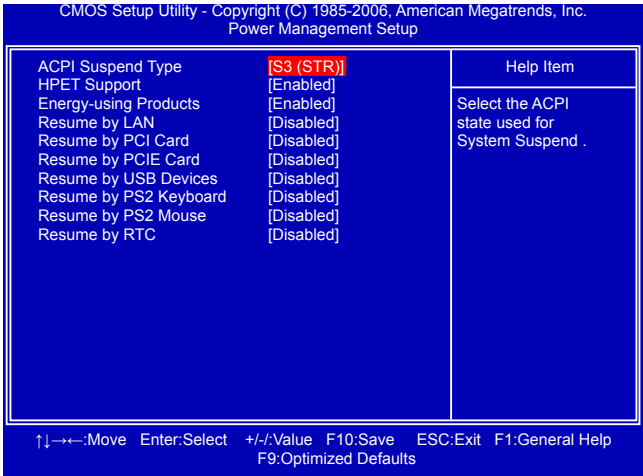 CMOS Setup Utility - Copyright (C) 1985-2006, American Megatrends, Inc.
Power Management Setup
ACPI Suspend Type [S3 (STR)]
HPET Support [Enabled]
Energy-using Products [Enabled]
Resume by LAN [Disabled]
Resume by PCI Card [Disabled]
Resume by PCIE Card [Disabled]
Resume by USB Devices [Disabled]
Resume by PS2 Keyboard [Disabled]
Resume by PS2 Mouse [Disabled]
Resume by RTC [Disabled]
Help Item
Select the ACPI
state used for
System Suspend .
↑↓→←:Move Enter:Select +/-/:Value F10:Save ESC:Exit F1:General Help
F9:Optimized Defaults